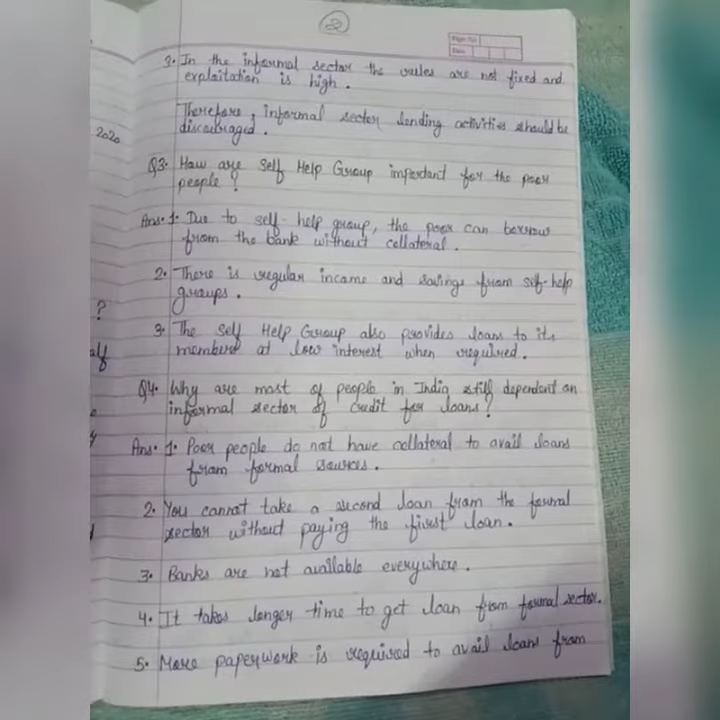 2
Page No.
Date
3. In the informal sector the rules are not fixed and
exploitation is high.
Therefore, informal sector lending activities should be
discouraged.
2020
Q3. How are Self Help Group important for the poor
people?
Ans. 1. Due to self-help group, the poor can borrow
from the bank without collateral.
2. There is regular income and savings from self-help
groups.
?
3. The Self Help Group also provides loans to its
members at low interest when required.
Q4. Why are most of people in India still dependent on
informal sector of credit for loans?
Ans. 1. Poor people do not have collateral to avail loans
from formal sources.
2. You cannot take a second loan from the formal
sector without paying the first loan.
3. Banks are not available everywhere.
4. It takes longer time to get loan from formal sector.
5. More paperwork is required to avail loans from